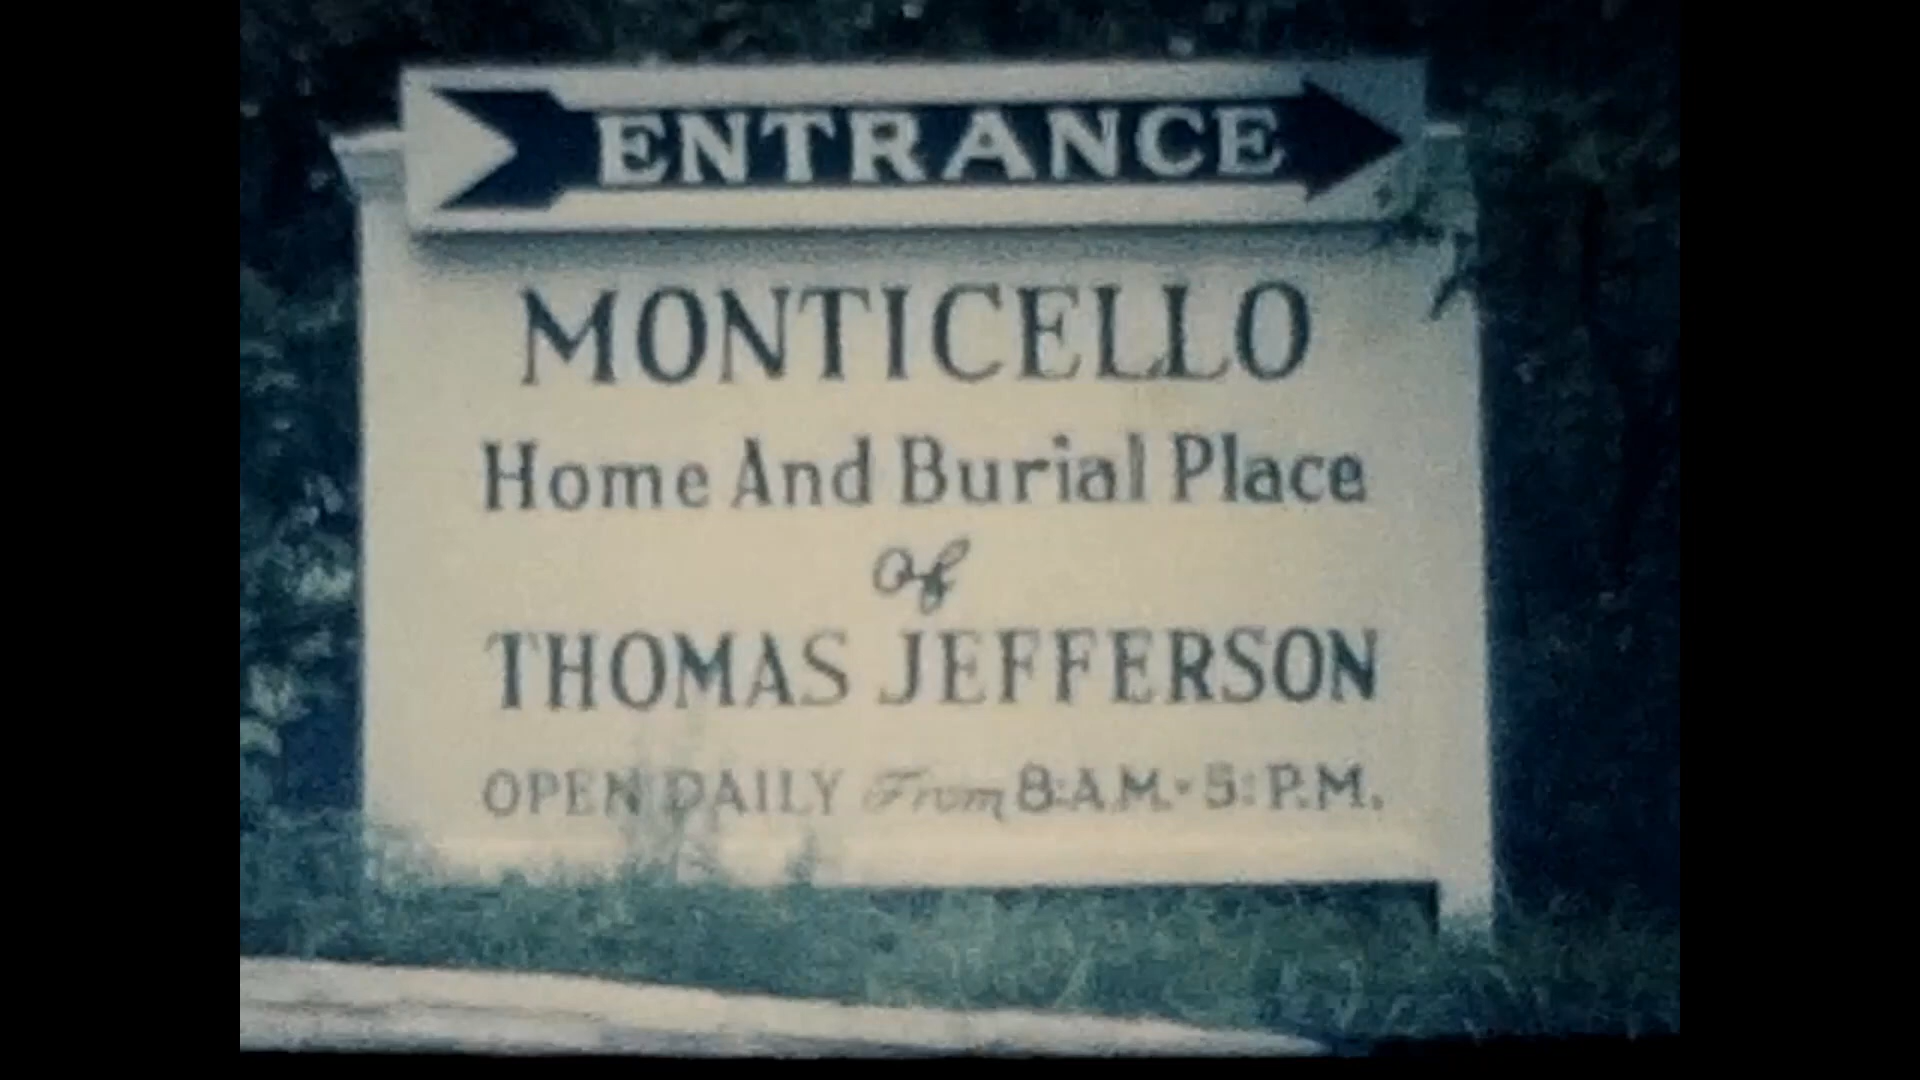 ENTRANCE
MONTICELLO
Home And Burial Place
of
THOMAS JEFFERSON
OPEN DAILY From 8:A.M.-5:P.M.